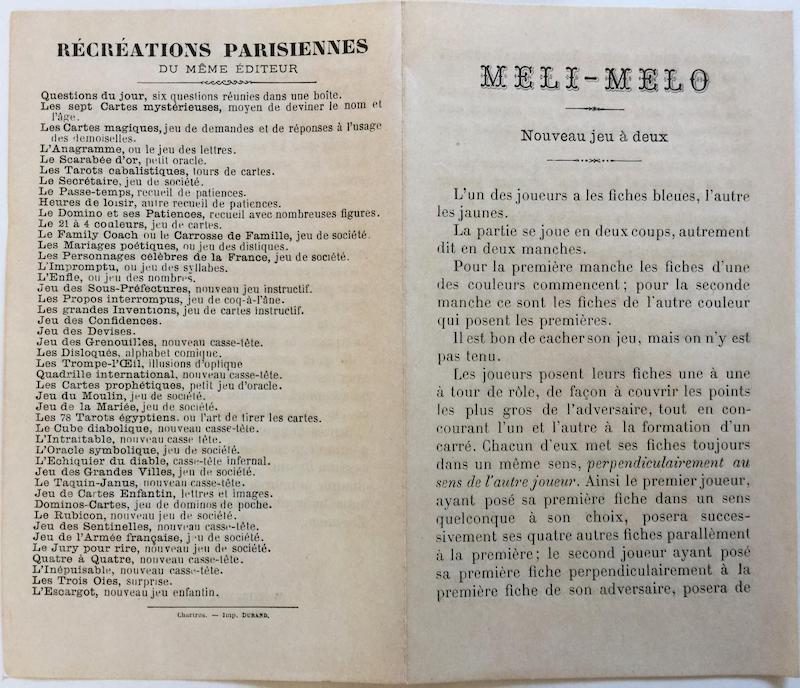 RÉCRÉATIONS PARISIENNES
DU MÊME ÉDITEUR
Questions du jour, six questions réunies dans une boîte.
Les sept Cartes mystérieuses, moyen de deviner le nom et
l'âge.
Les Cartes magiques, jeu de demandes et de réponses à l'usage
des demoiselles.
L'Anagramme, ou le jeu des lettres.
Le Scarabée d'or, petit oracle.
Les Tarots cabalistiques, tours de cartes.
Le Secrétaire, jeu de société.
Le Passe-temps, recueil de patiences.
Heures de loisir, autre recueil de patiences.
Le Domino et ses Patiences, recueil avec nombreuses figures.
Le 21 à 4 couleurs, jeu de cartes.
Le Family Coach ou le Carrosse de Famille, jeu de société.
Les Mariages poétiques, ou jeu des distiques.
Les Personnages célèbres de la France, jeu de société.
L'Impromptu, ou jeu des syllabes.
L'Enfle, ou jeu des nombres.
Jeu des Sous-Préfectures, nouveau jeu instructif.
Les Propos interrompus, jeu de coq-à-l'âne.
Les grandes Inventions, jeu de cartes instructif.
Jeu des Confidences.
Jeu des Devises.
Jeu des Grenouilles, nouveau casse-tête.
Les Disloqués, alphabet comique.
Les Trompe-l'Œil, illusions d'optique
Quadrille international, nouveau casse-tête.
Les Cartes prophétiques, petit jeu d'oracle.
Jeu du Moulin, jeu de société.
Jeu de la Mariée, jeu de société.
Les 78 Tarots égyptiens. ou l'art de tirer les cartes.
Le Cube diabolique, nouveau casse-tête.
L'Intraitable, nouveau casse tête.
L'Oracle symbolique, jeu de société.
L'Echiquier du diable, casse-tête infernal.
Jeu des Grandes Villes, jeu de société.
Le Taquin-Janus, nouveau casse-tête.
Jeu de Cartes Enfantin, lettres et images.
Dominos-Cartes, jeu de dominos de poche.
Le Rubicon, nouveau jeu de société.
Jeu des Sentinelles, nouveau casse-tête.
Jeu de l'Armée française, jeu de société.
Le Jury pour rire, nouveau jeu de société.
Quatre à Quatre, nouveau casse-tête.
L'Inépuisable, nouveau casse-tête.
Les Trois Oies, surprise.
L'Escargot, nouveau jeu enfantin.
Chartres. — Imp. DURAND.
MELI-MELO
Nouveau jeu à deux
L'un des joueurs a les fiches bleues, l'autre
les jaunes.
La partie se joue en deux coups, autrement
dit en deux manches.
Pour la première manche les fiches d'une
des couleurs commencent ; pour la seconde
manche ce sont les fiches de l'autre couleur
qui posent les premières.
Il est bon de cacher son jeu, mais on n'y est
pas tenu.
Les joueurs posent leurs fiches une à une
à tour de rôle, de façon à couvrir les points
les plus gros de l'adversaire, tout en con-
courant l'un et l'autre à la formation d'un
carré. Chacun d'eux met ses fiches toujours
dans un même sens, perpendiculairement au
sens de l'autre joueur. Ainsi le premier joueur,
ayant posé sa première fiche dans un sens
quelconque à son choix, posera succes-
sivement ses quatre autres fiches parallèment
à la première ; le second joueur ayant posé
sa première fiche perpendiculairement à la
première fiche de son adversaire, posera de